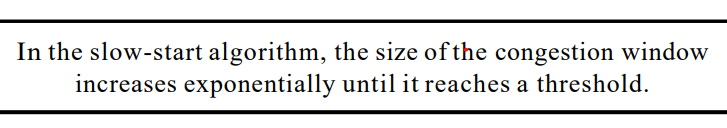 In the slow-start algorithm, the size of the congestion window
increases exponentially until it reaches a threshold.